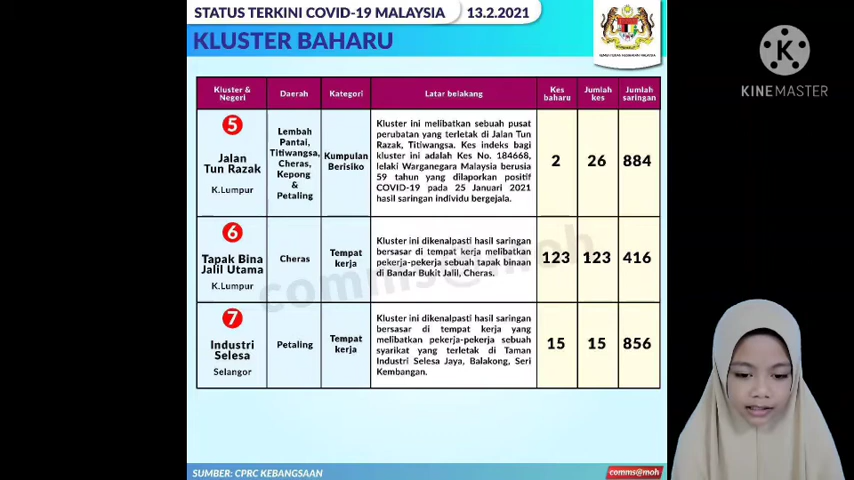 STATUS TERKINI COVID-19 MALAYSIA
13.2.2021
KLUSTER BAHARU
KINEMASTER
Kluster &
Negeri
Daerah
Kategori
Latar belakang
Kes
baharu
Jumlah
kes
Jumlah
saringan
5
Jalan
Tun Razak
K.Lumpur
Lembah
Pantai,
Titiwangsa,
Cheras,
Kepong
&
Petaling
Kumpulan
Berisiko
Kluster ini melibatkan sebuah pusat
perubatan yang terletak di Jalan Tun
Razak, Titiwangsa. Kes indeks bagi
kluster ini adalah Kes No. 184668,
lelaki Warganegara Malaysia berusia
59 tahun yang dilaporkan positif
COVID-19 pada 25 Januari 2021
hasil saringan individu bergejala.
2
26
884
6
Tapak Bina
Jalil Utama
K.Lumpur
Cheras
Tempat
kerja
Kluster ini dikenalpasti hasil saringan
bersasar di tempat kerja melibatkan
pekerja-pekerja sebuah tapak binaan
di Bandar Bukit Jalil, Cheras.
123
123
416
7
Industri
Selesa
Selangor
Petaling
Tempat
kerja
Kluster ini dikenalpasti hasil saringan
bersasar di tempat kerja yang
melibatkan pekerja-pekerja sebuah
syarikat yang terletak di Taman
Industri Selesa Jaya, Balakong, Seri
Kembangan.
15
15
856
comms@moh
SUMBER: CPRC KEBANGSAAN
comms@moh